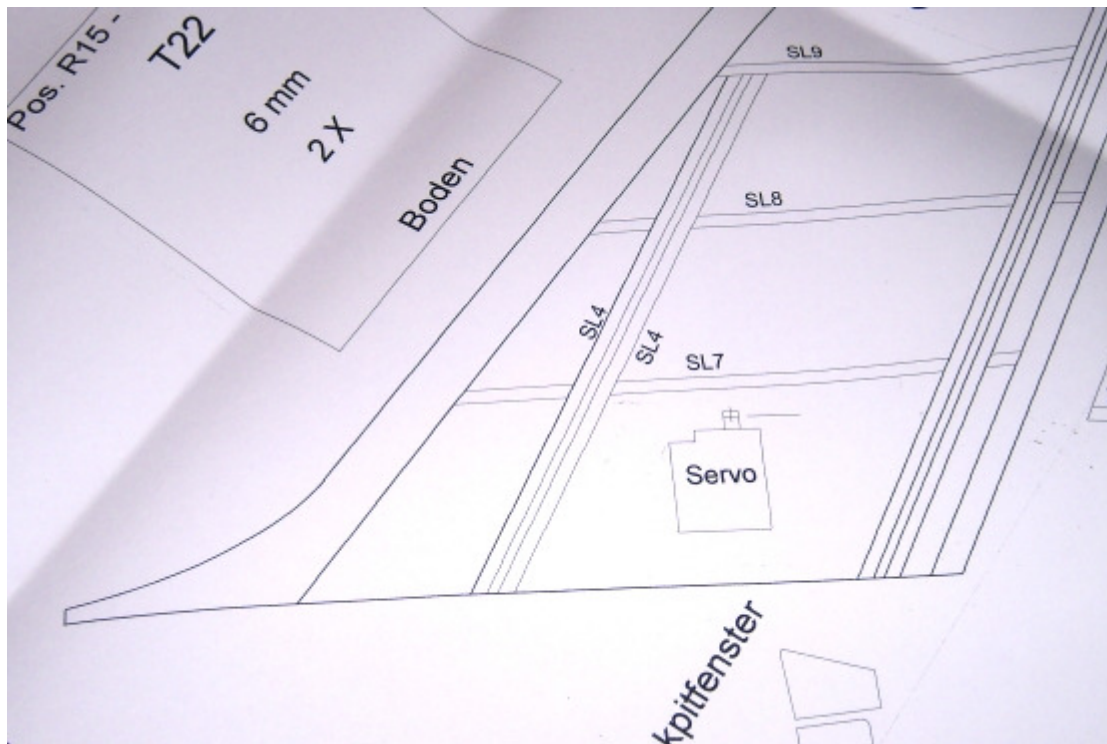 Pos. R15 -
T22
6 mm
2 X
Boden
SL9
SL8
SL4
SL4
SL7
Servo
kpitfenster